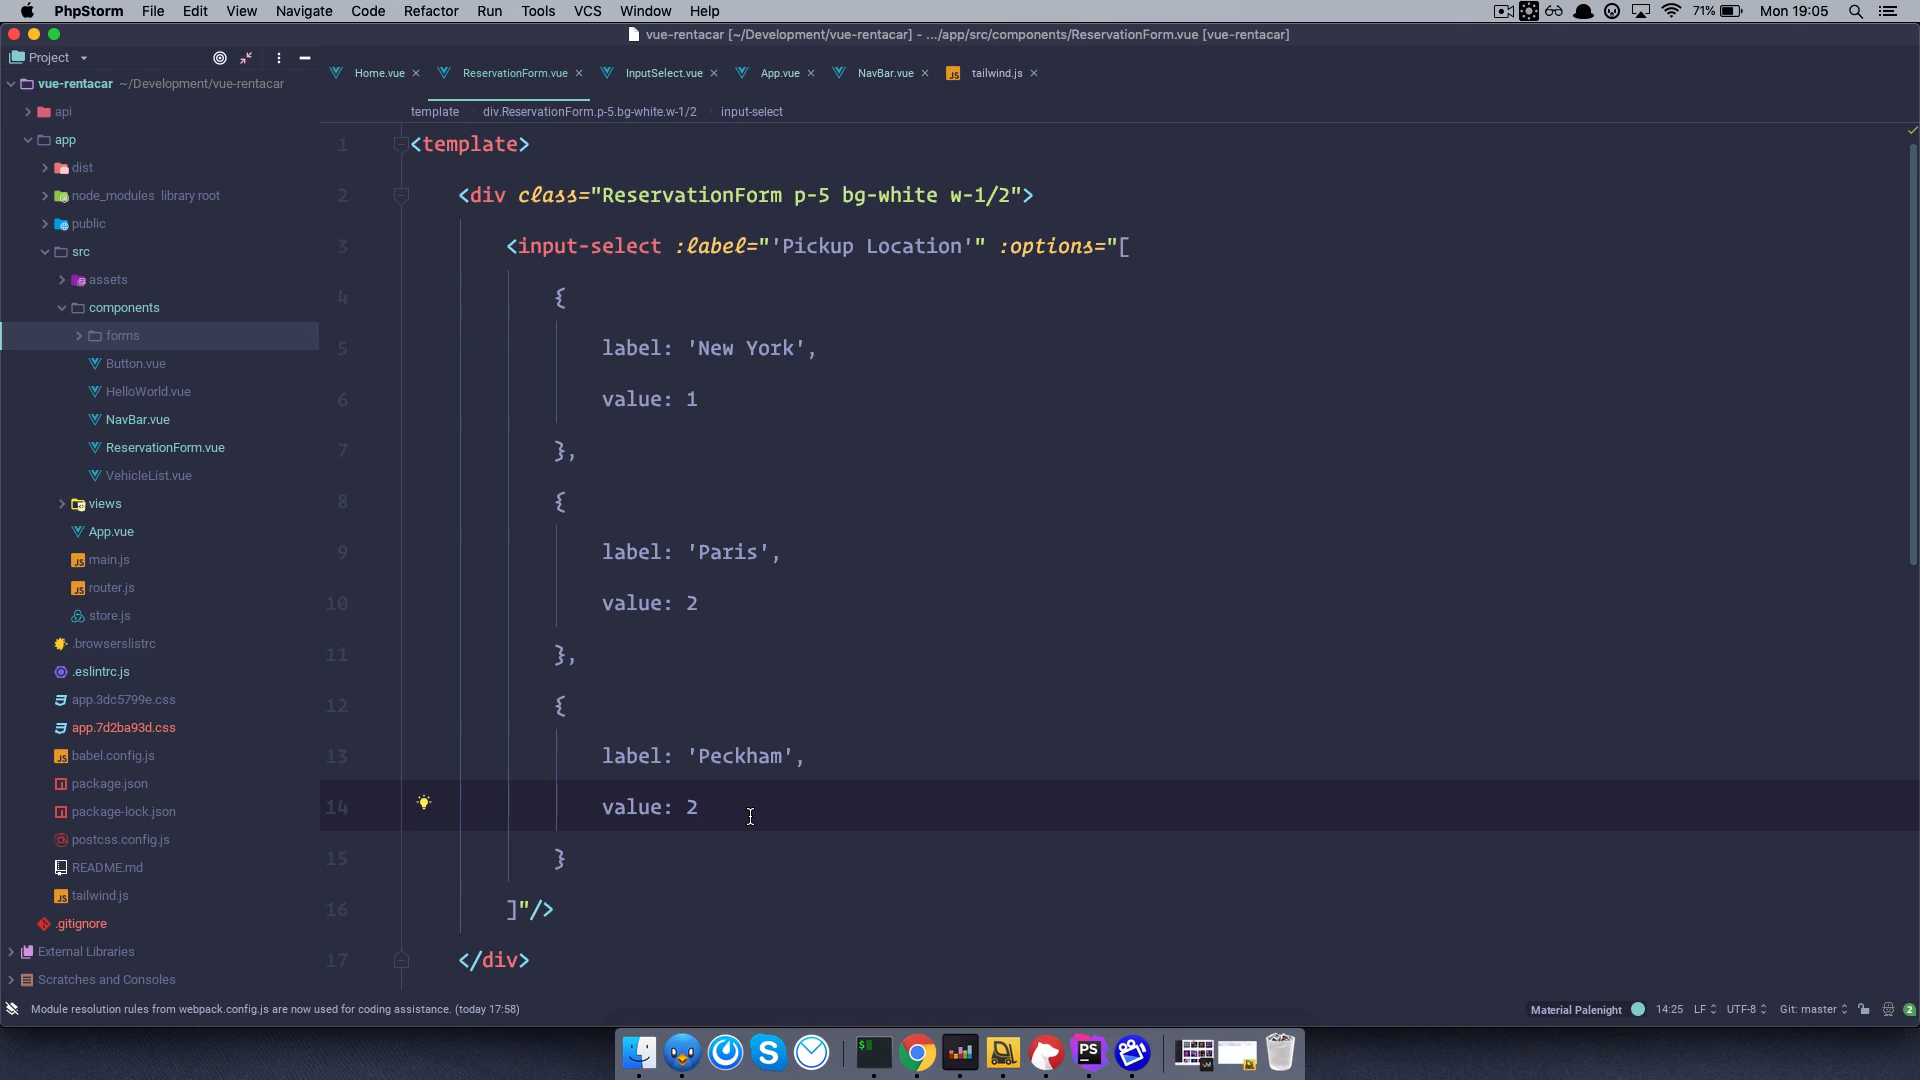 PhpStorm File Edit View Navigate Code Refactor Run Tools VCS Window Help 71% Mon 19:05
vue-rentacar [~/Development/vue-rentacar] - .../app/src/components/ReservationForm.vue [vue-rentacar]
Project
Home.vue ReservationForm.vue InputSelect.vue App.vue NavBar.vue tailwind.js
template div.ReservationForm.p-5.bg-white.w-1/2 input-select
vue-rentacar ~/Development/vue-rentacar
api
app
dist
node_modules library root
public
src
assets
components
forms
Button.vue
HelloWorld.vue
NavBar.vue
ReservationForm.vue
VehicleList.vue
views
App.vue
main.js
router.js
store.js
.browserslistrc
.eslintrc.js
app.3dc5799e.css
app.7d2ba93d.css
babel.config.js
package.json
package-lock.json
postcss.config.js
README.md
tailwind.js
.gitignore
External Libraries
Scratches and Consoles
1 <template>
2 <div class="ReservationForm p-5 bg-white w-1/2">
3 <input-select :label="'Pickup Location'" :options="[
4 {
5 label: 'New York',
6 value: 1
7 },
8 {
9 label: 'Paris',
10 value: 2
11 },
12 {
13 label: 'Peckham',
14 value: 2
15 }
16 ]"/>
17 </div>
Module resolution rules from webpack.config.js are now used for coding assistance. (today 17:58) Material Palenight 14:25 LF UTF-8 Git: master 2
$ PS